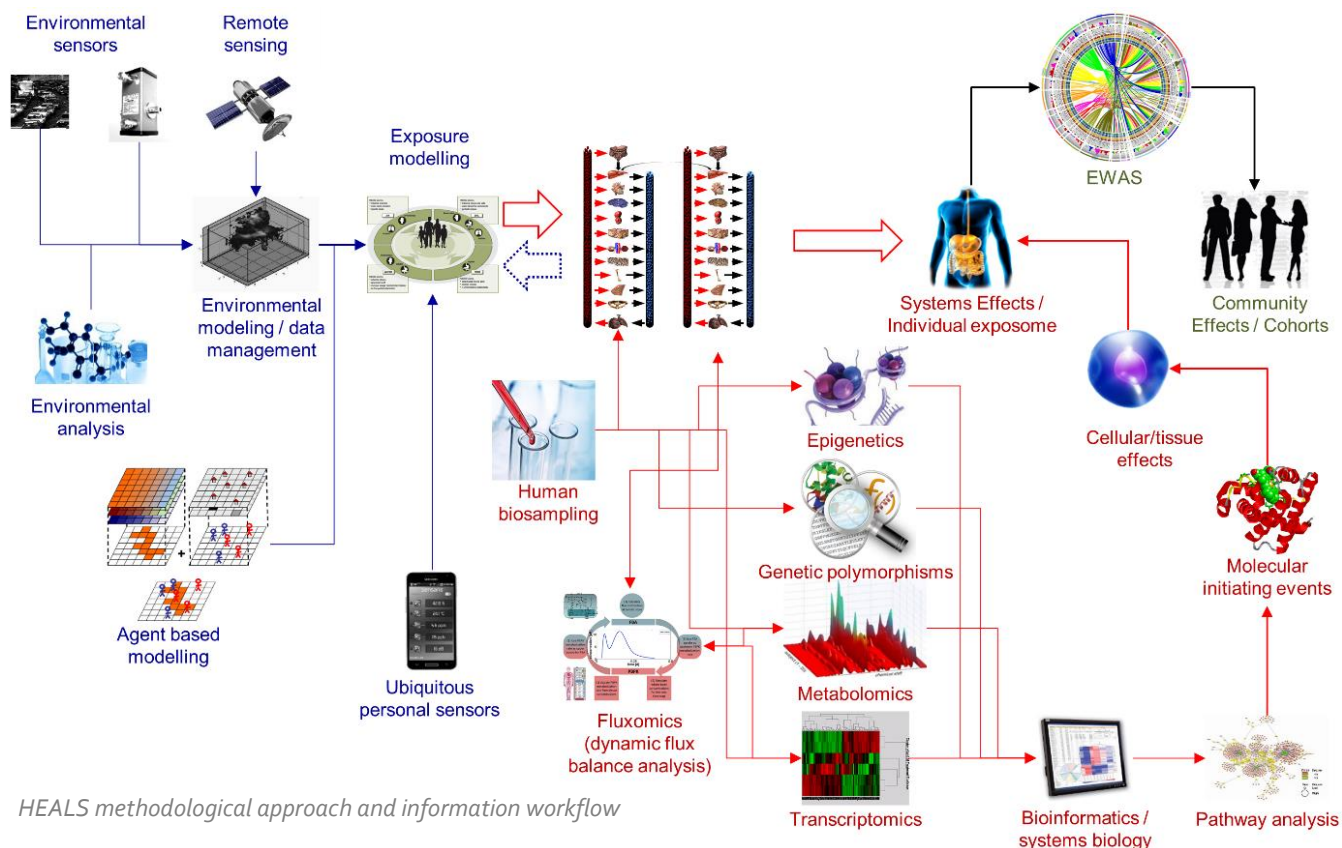 Environmental
sensors
Remote
sensing
Exposure
modelling
EWAS
Environmental
modeling / data
management
Systems Effects /
Individual exposome
Community
Effects / Cohorts
Environmental
analysis
Human
biosampling
Epigenetics
Cellular/tissue
effects
Genetic polymorphisms
Molecular
initiating events
+
Agent based
modelling
Ubiquitous
personal sensors
Metabolomics
Fluxomics
(dynamic flux
balance analysis)
Transcriptomics
Bioinformatics /
systems biology
Pathway analysis
HEALS methodological approach and information workflow